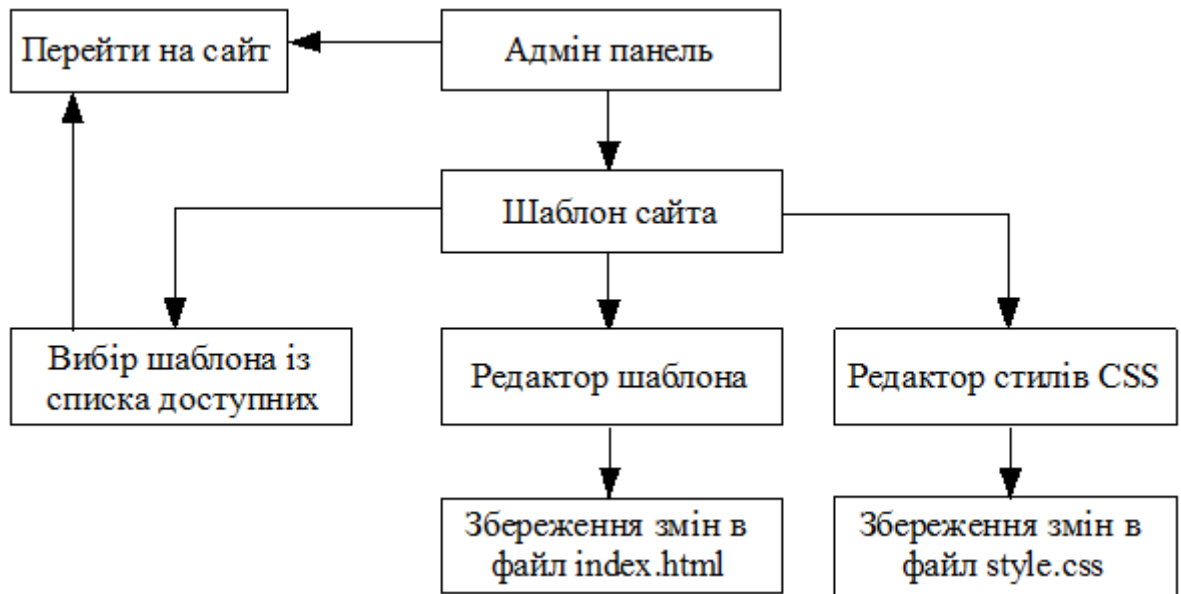 Перейти на сайт
Адмін панель
Шаблон сайта
Вибір шаблона із
списка доступних
Редактор шаблона
Редактор стилів CSS
Збереження змін в
файл index.html
Збереження змін в
файл style.css